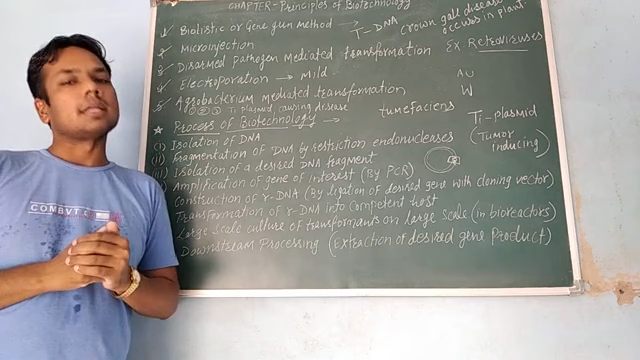 CHAPTER-Principles of Biotechnology
1) Biolistic or Gene gun method → T-DNA crown gall disease occurs in plant.
2) Microinjection
3) Disarmed pathogen mediated transformation Ex Retroviruses
4) Electroporation → Mild
5) Agrobacterium mediated transformation
Au
W
Ti plasmid causing disease
tumefaciens
Ti-plasmid
(Tumor inducing)
★ Process of Biotechnology →
(i) Isolation of DNA
(ii) Fragmentation of DNA by restriction endonucleases
(iii) Isolation of a desired DNA fragment
Amplification of gene of interest (By PCR)
Construction of r-DNA (By ligation of desired gene with cloning vector)
Transformation of r-DNA into competent host
Large scale culture of transformants on large scale (in bioreactors)
Downstream Processing (Extraction of desired gene Product)